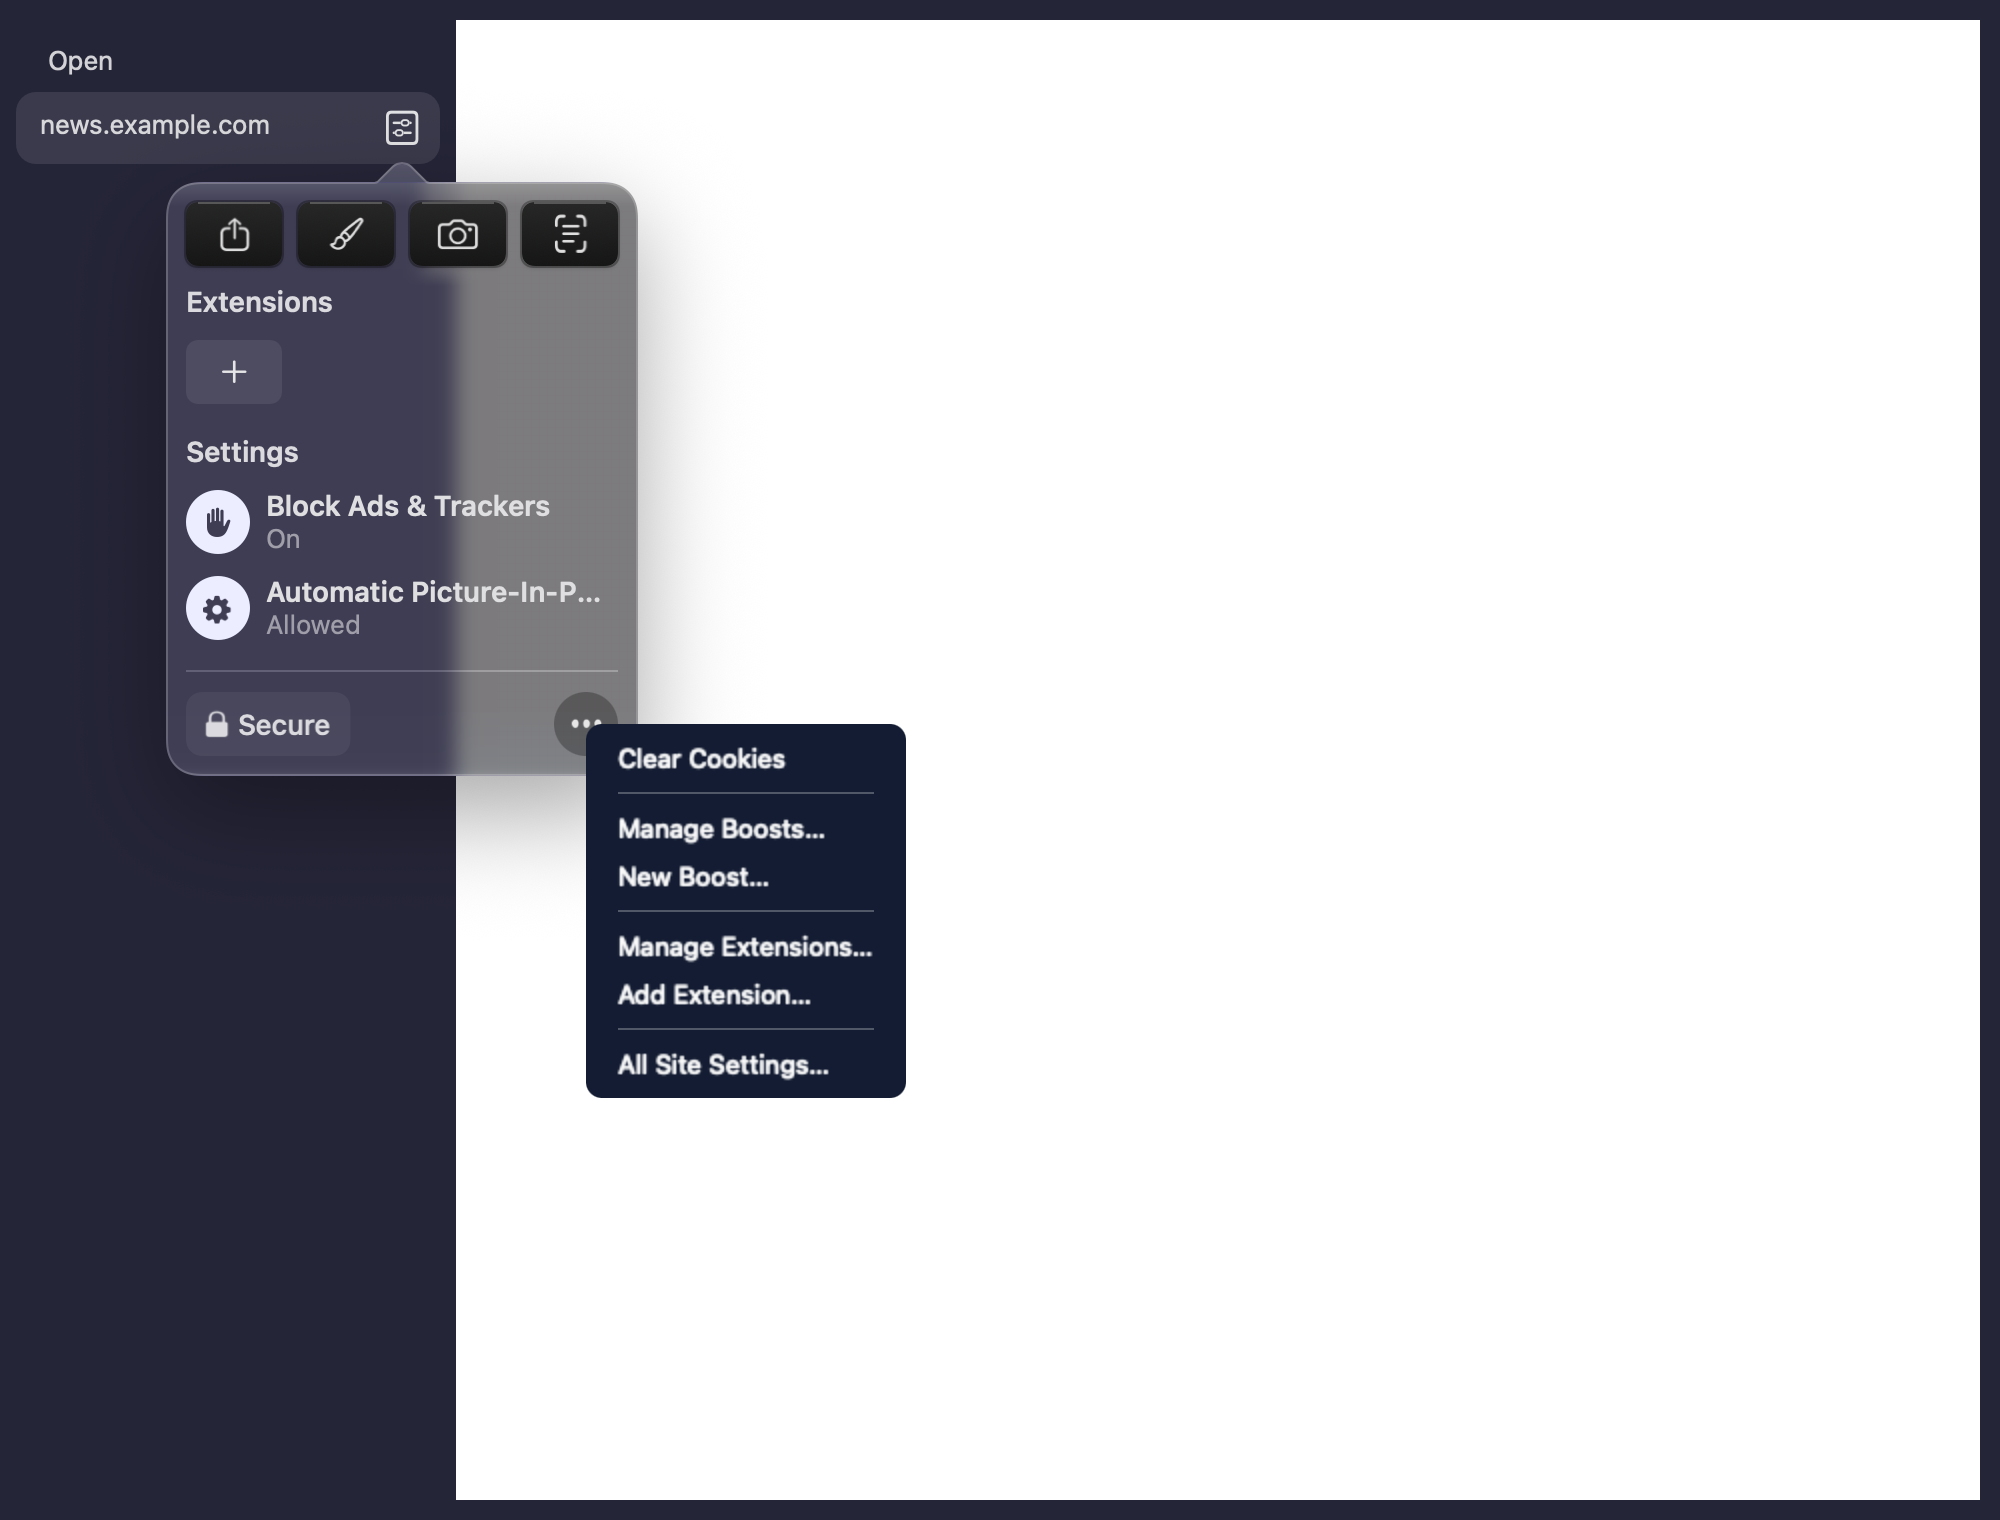 Open
news.example.com
Extensions
Settings
Block Ads & Trackers
On
Automatic Picture-In-P...
Allowed
Secure
Clear Cookies
Manage Boosts...
New Boost...
Manage Extensions...
Add Extension...
All Site Settings...